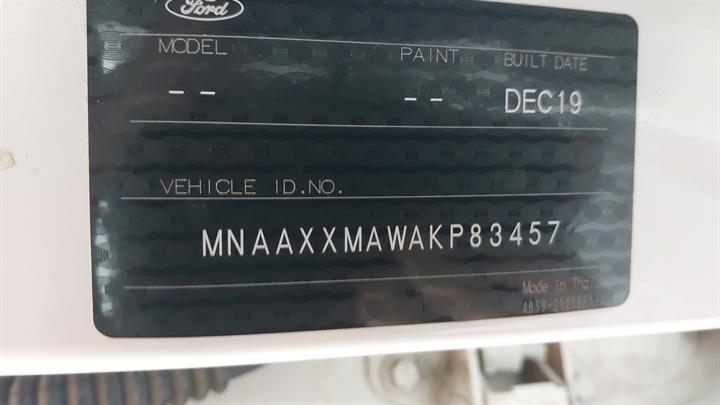 Ford
MODEL PAINT BUILT DATE
-- -- DEC19
VEHICLE ID.NO.
MNAAXXMAWAKP83457
Made in